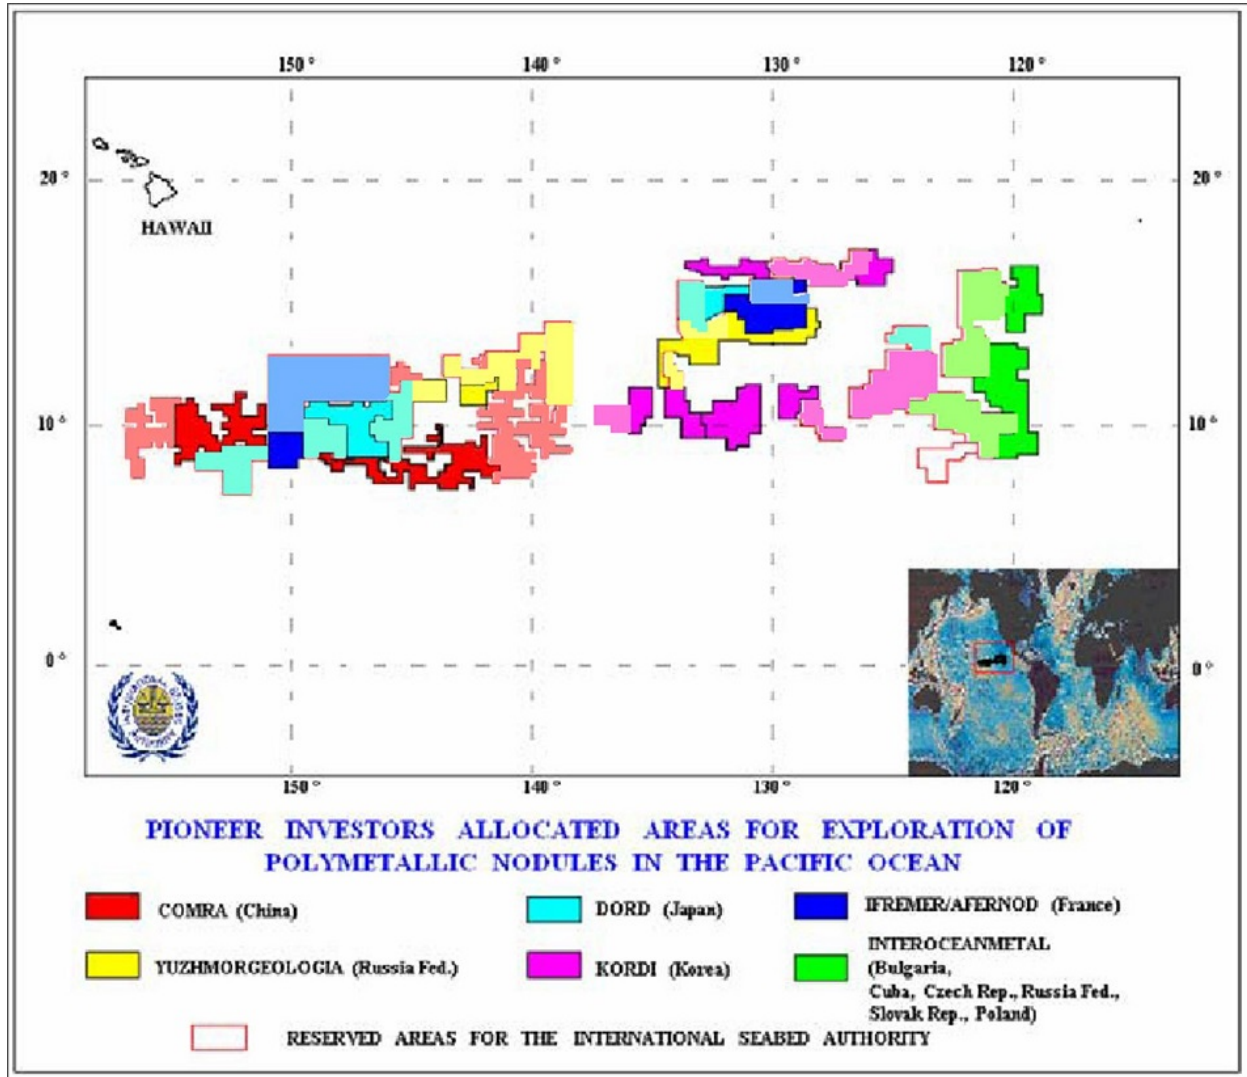 150 °
140 °
130 °
120 °
20 °
20 °
HAWAII
10 °
10 °
0 °
0 °
150 °
140 °
130 °
120 °
PIONEER INVESTORS ALLOCATED AREAS FOR EXPLORATION OF
POLYMETALLIC NODULES IN THE PACIFIC OCEAN
COMRA (China)
DORD (Japan)
IFREMER/AFERNOD (France)
YUZHMORGEOLOGIA (Russia Fed.)
KORDI (Korea)
INTEROCEANMETAL
(Bulgaria,
Cuba, Czech Rep., Russia Fed.,
Slovak Rep., Poland)
RESERVED AREAS FOR THE INTERNATIONAL SEABED AUTHORITY